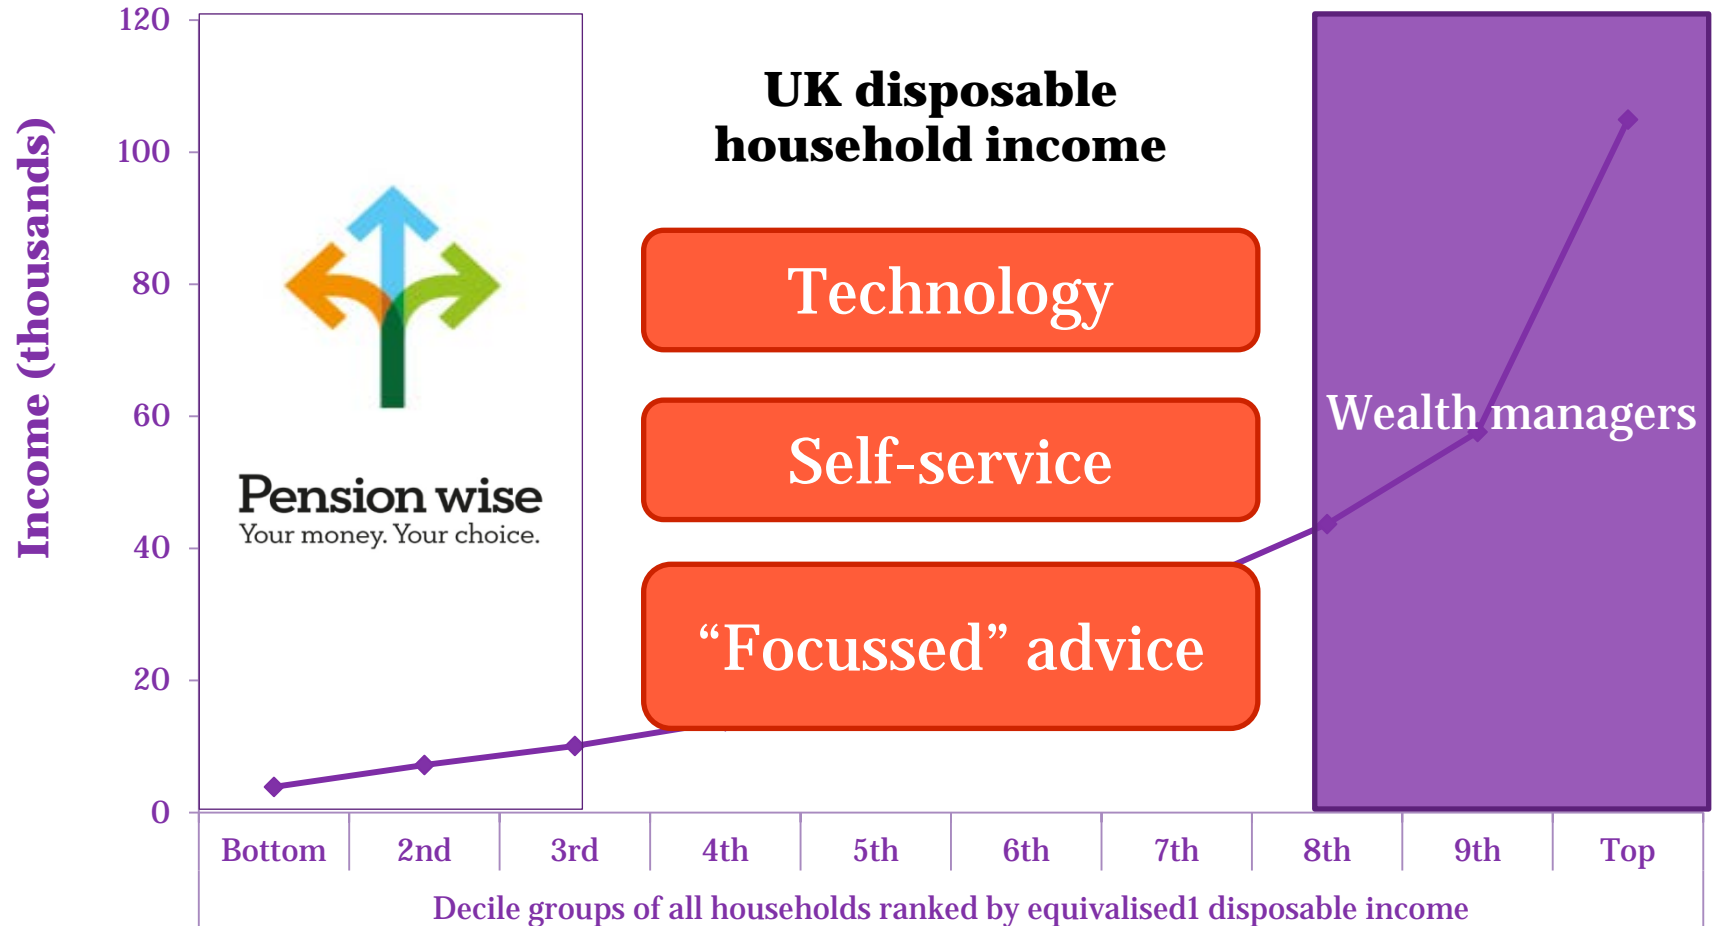 UK disposable
household income
Income (thousands)
120
100
80
60
40
20
0
Pension wise
Your money. Your choice.
Technology
Self-service
“Focussed” advice
Wealth managers
Bottom 2nd 3rd 4th 5th 6th 7th 8th 9th Top
Decile groups of all households ranked by equivalised1 disposable income